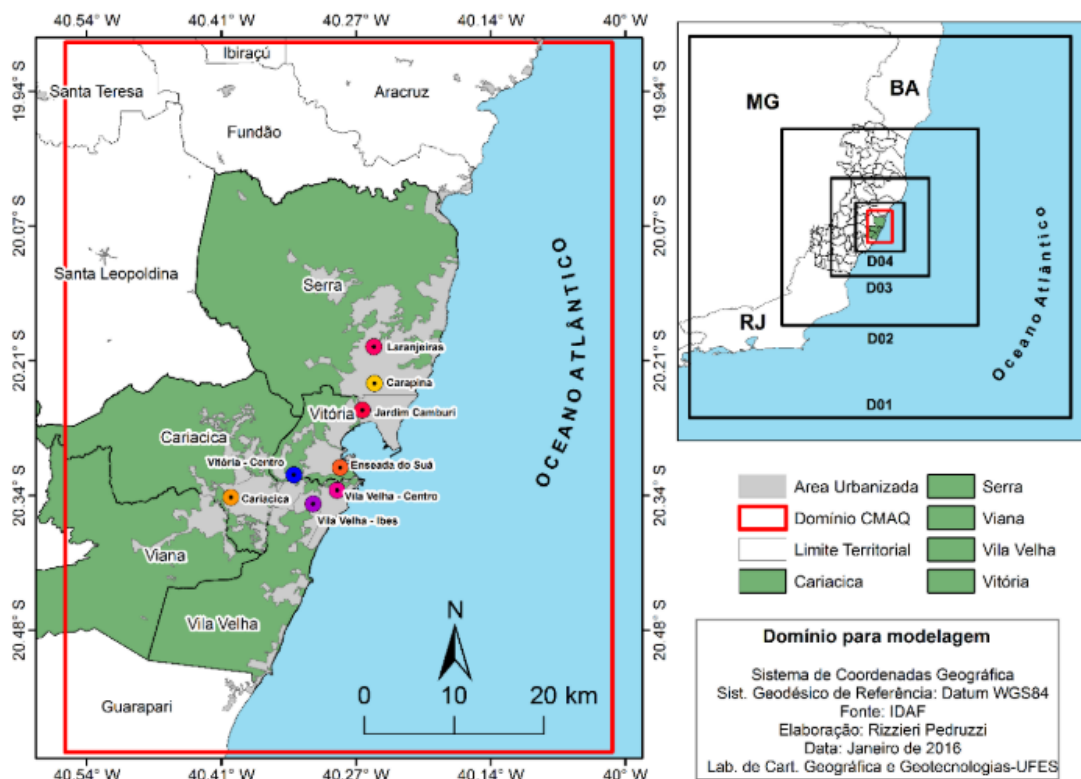 40.54° W 40.41° W 40.27° W 40.14° W 40° W
19.94° S
20.07° S
20.21° S
20.34° S
20.48° S
Ibiraçú
Santa Teresa
Aracruz
Fundão
Santa Leopoldina
Serra
Laranjeiras
Carapina
Vitória
Jardim Camburi
Cariacica
Vitória - Centro
Enseada do Suá
Cariacica
Vila Velha - Centro
Vila Velha - Ibes
Viana
Vila Velha
Guarapari
OCEANO ATLÂNTICO
N
0 10 20 km
19.94° S
20.07° S
20.21° S
20.34° S
20.48° S
40.54° W 40.41° W 40.27° W 40.14° W 40° W
MG
BA
RJ
D04
D03
D02
D01
Oceano Atlântico
Area Urbanizada
Domínio CMAQ
Limite Territorial
Cariacica
Serra
Viana
Vila Velha
Vitória
Domínio para modelagem
Sistema de Coordenadas Geográfica
Sist. Geodésico de Referência: Datum WGS84
Fonte: IDAF
Elaboração: Rizzieri Pedruzzi
Data: Janeiro de 2016
Lab. de Cart. Geográfica e Geotecnologias-UFES